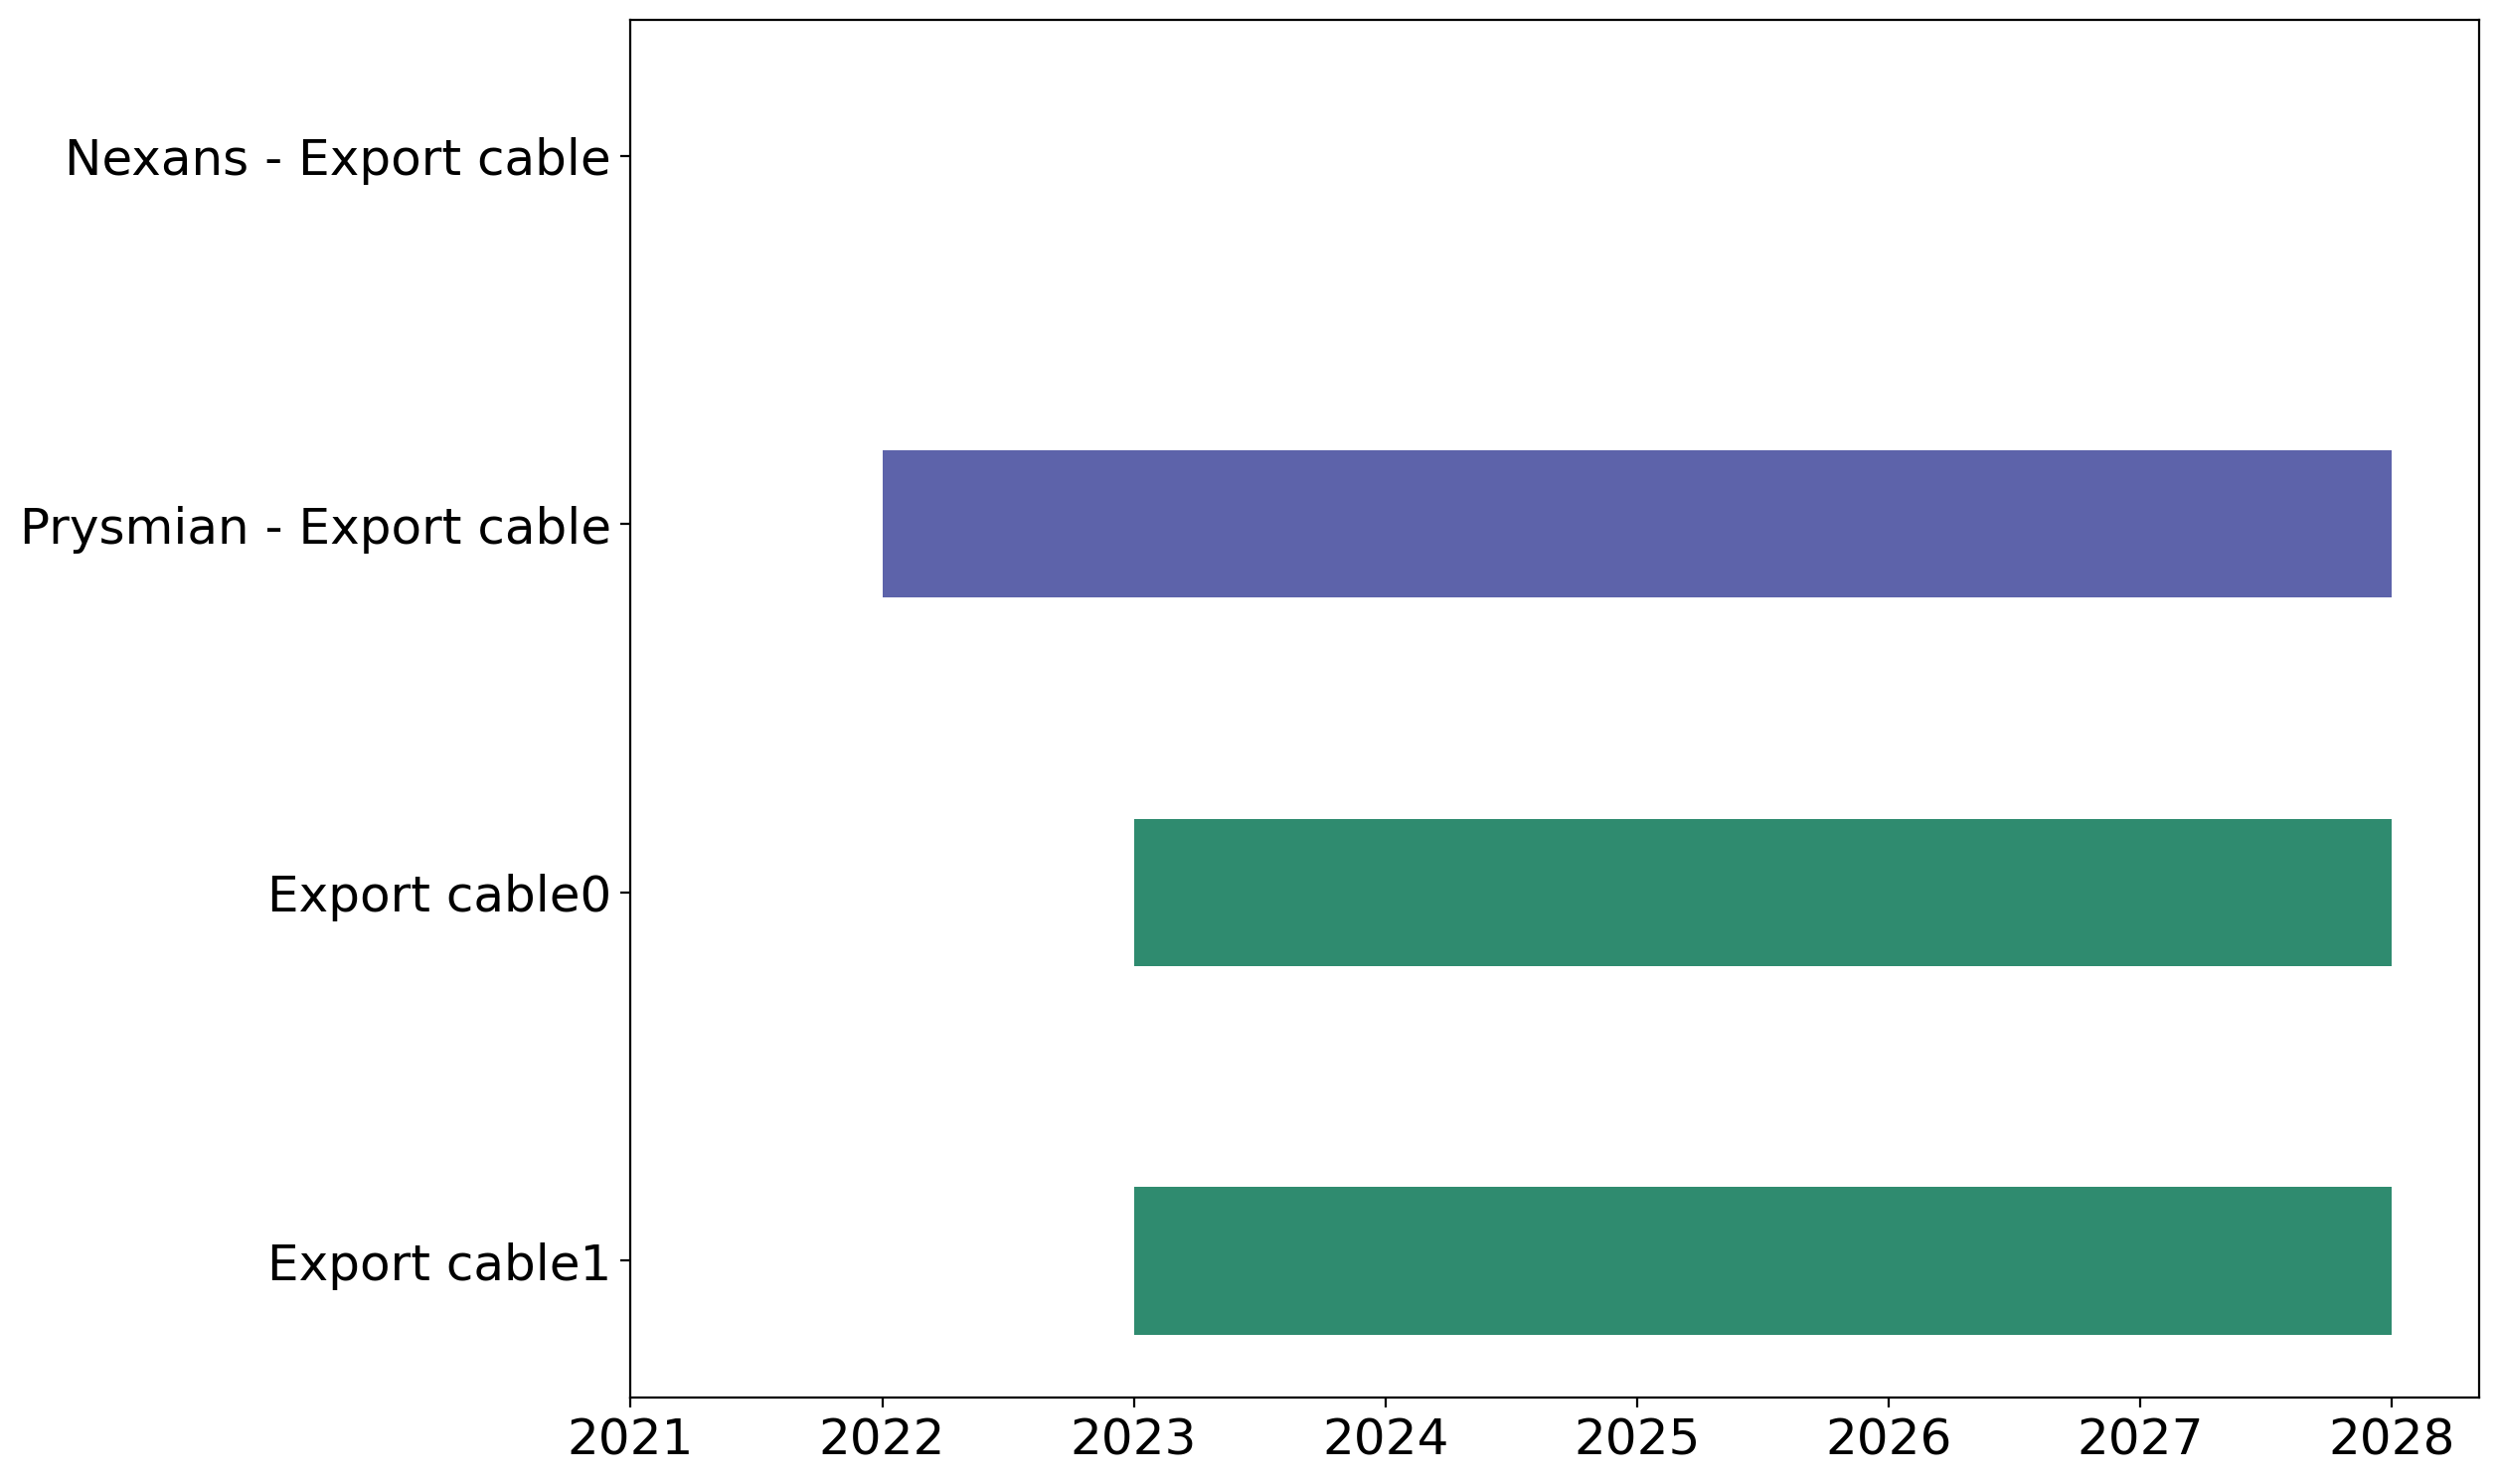 Nexans - Export cable
Prysmian - Export cable
Export cable0
Export cable1
2021 2022 2023 2024 2025 2026 2027 2028